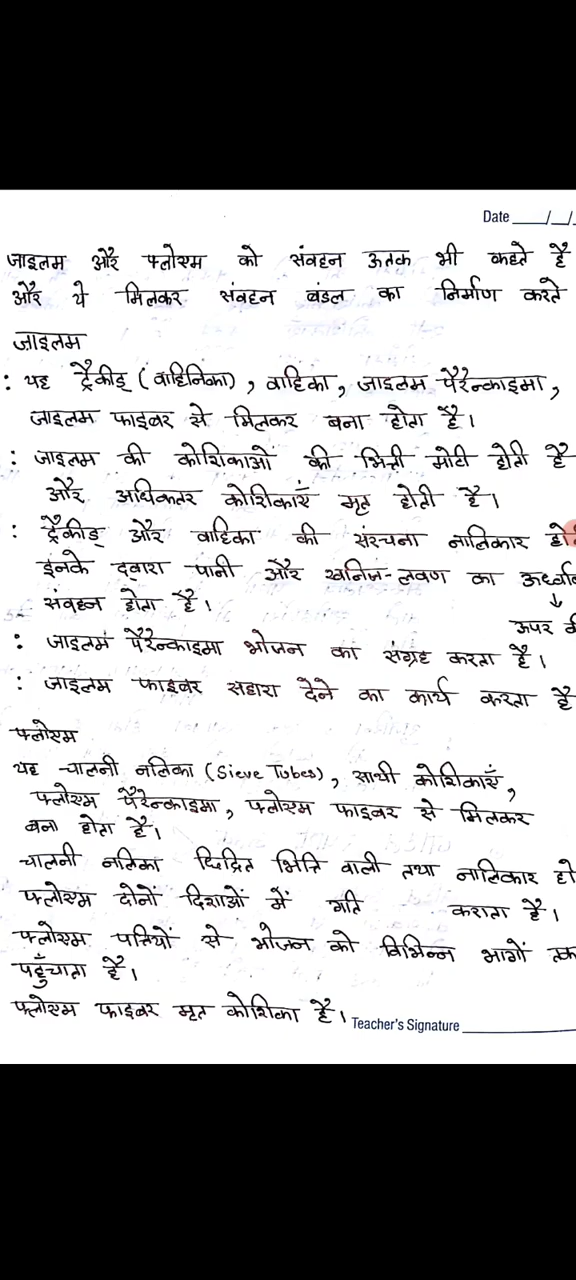 Date __/__/__
जाइलम और फ्लोएम को संवहन ऊतक भी कहते है
और ये मिलकर संवहन बंडल का निर्माण करते
जाइलम
: यह ट्रैकीड् (वाहिनिका), वाहिका, जाइलम पैरेन्काइमा,
जाइलम फाइबर से मिलकर बना होता है।
: जाइलम की कोशिकाओ की भित्ती मोटी होती है
और अधिकतर कोशिकाएँ मृत होती है।
: ट्रैकीड् और वाहिका की संरचना नालिकार
इनके द्वारा पानी और खनिज-लवण का
संवहन होता है।
↓
ऊपर
: जाइलम पैरेन्काइमा भोजन का संग्रह करता है।
: जाइलम फाइबर सहारा देने का कार्य करता है
फ्लोएम
यह चालनी नलिका (Sieve Tubes), साथी कोशिकाएँ,
फ्लोएम पैरेन्काइमा, फ्लोएम फाइबर से मिलकर
बना होता है।
चालनी नलिका छिद्रित भित्ति वाली तथा नालिकार
फ्लोएम दोनों दिशाओं में गति कराता है।
फ्लोएम पत्तियों से भोजन को विभिन्न भागों
पहुँचाता है।
फ्लोएम फाइबर मृत कोशिका है।
Teacher's Signature